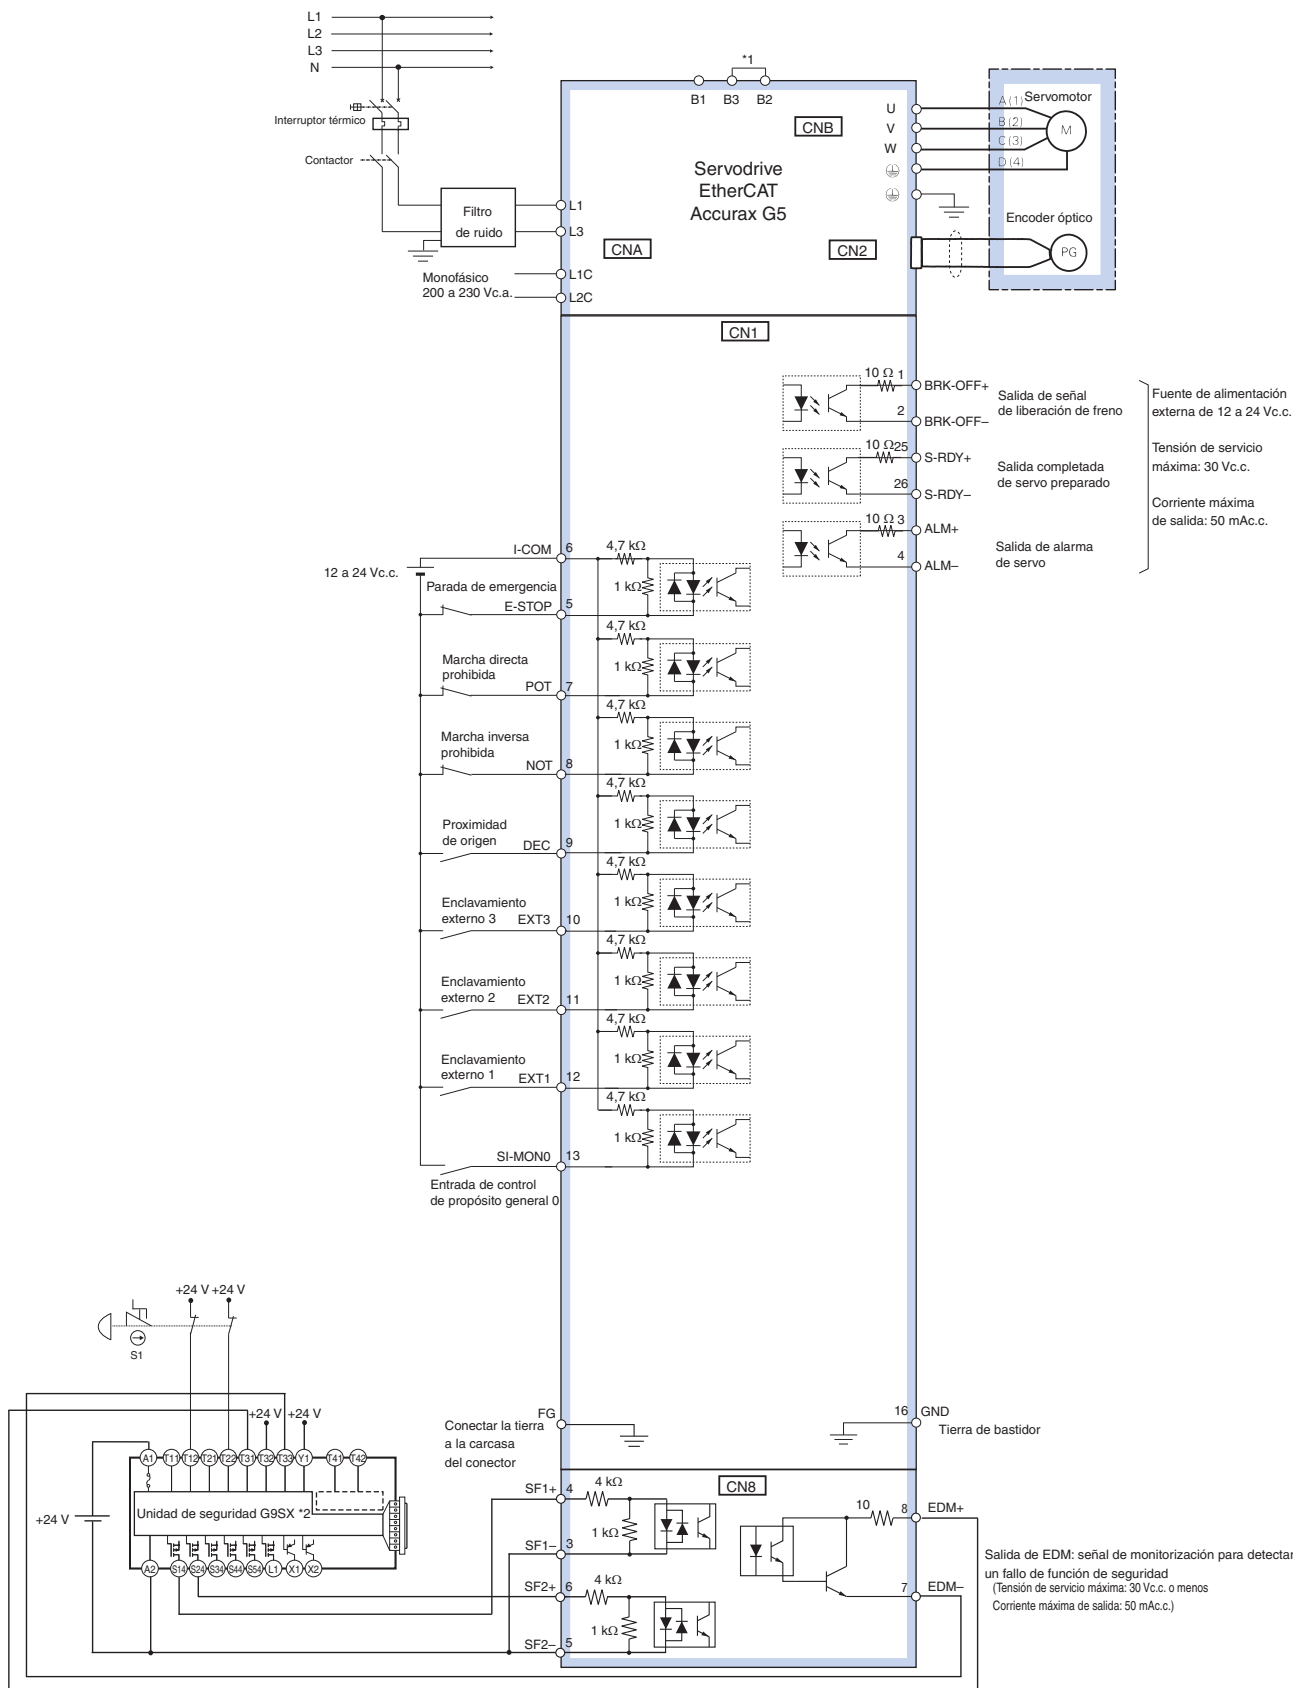 L1
L2
L3
N
Interruptor térmico
Contactor
Filtro
de ruido
L1
L3
Monofásico
200 a 230 Vc.a.
L1C
L2C
*1
B1 B3 B2
CNB
CNA
CN2
Servodrive
EtherCAT
Accurax G5
U
V
W
A (1)
B (2)
C (3)
D (4)
Servomotor
M
Encoder óptico
PG
CN1
10 Ω 1
BRK-OFF+
2
BRK-OFF–
Salida de señal
de liberación de freno
10 Ω 25
S-RDY+
26
S-RDY–
Salida completada
de servo preparado
10 Ω 3
ALM+
4
ALM–
Salida de alarma
de servo
Fuente de alimentación
externa de 12 a 24 Vc.c.
Tensión de servicio
máxima: 30 Vc.c.
Corriente máxima
de salida: 50 mAc.c.
12 a 24 Vc.c.
I-COM 6
4,7 kΩ
1 kΩ
Parada de emergencia
E-STOP 5
4,7 kΩ
1 kΩ
Marcha directa
prohibida
POT 7
4,7 kΩ
1 kΩ
Marcha inversa
prohibida
NOT 8
4,7 kΩ
1 kΩ
Proximidad
de origen
DEC 9
4,7 kΩ
1 kΩ
Enclavamiento
externo 3
EXT3 10
4,7 kΩ
1 kΩ
Enclavamiento
externo 2
EXT2 11
4,7 kΩ
1 kΩ
Enclavamiento
externo 1
EXT1 12
4,7 kΩ
1 kΩ
SI-MON0 13
Entrada de control
de propósito general 0
+24 V +24 V
S1
+24 V +24 V
A1 T11 T12 T21 T22 T31 T32 T33 Y1 T41 T42
Unidad de seguridad G9SX *2
+24 V
A2 S14 S24 S34 S44 S54 L1 X1 X2
FG
Conectar la tierra
a la carcasa
del conector
16 GND
Tierra de bastidor
CN8
SF1+ 4
4 kΩ
1 kΩ
SF1– 3
SF2+ 6
4 kΩ
1 kΩ
SF2– 5
10 8 EDM+
7 EDM–
Salida de EDM: señal de monitorización para detectar
un fallo de función de seguridad
(Tensión de servicio máxima: 30 Vc.c. o menos
Corriente máxima de salida: 50 mAc.c.)